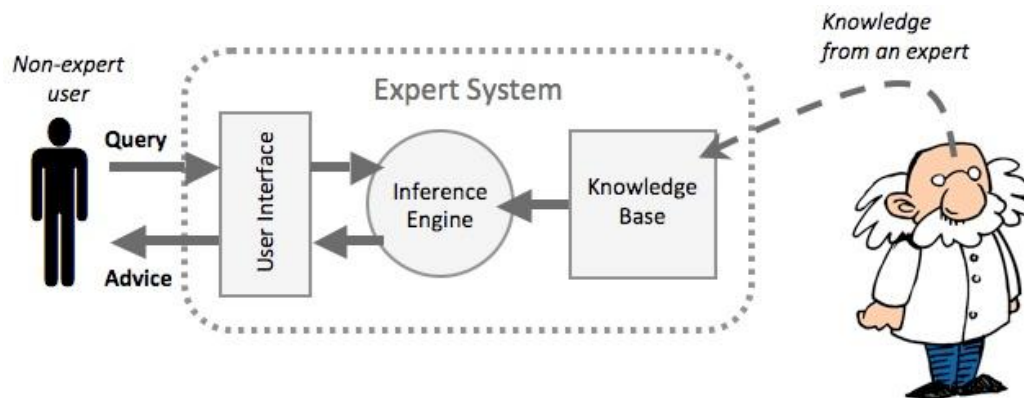 Knowledge
from an expert
Non-expert
user
Expert System
Query
User Interface
Inference
Engine
Knowledge
Base
Advice